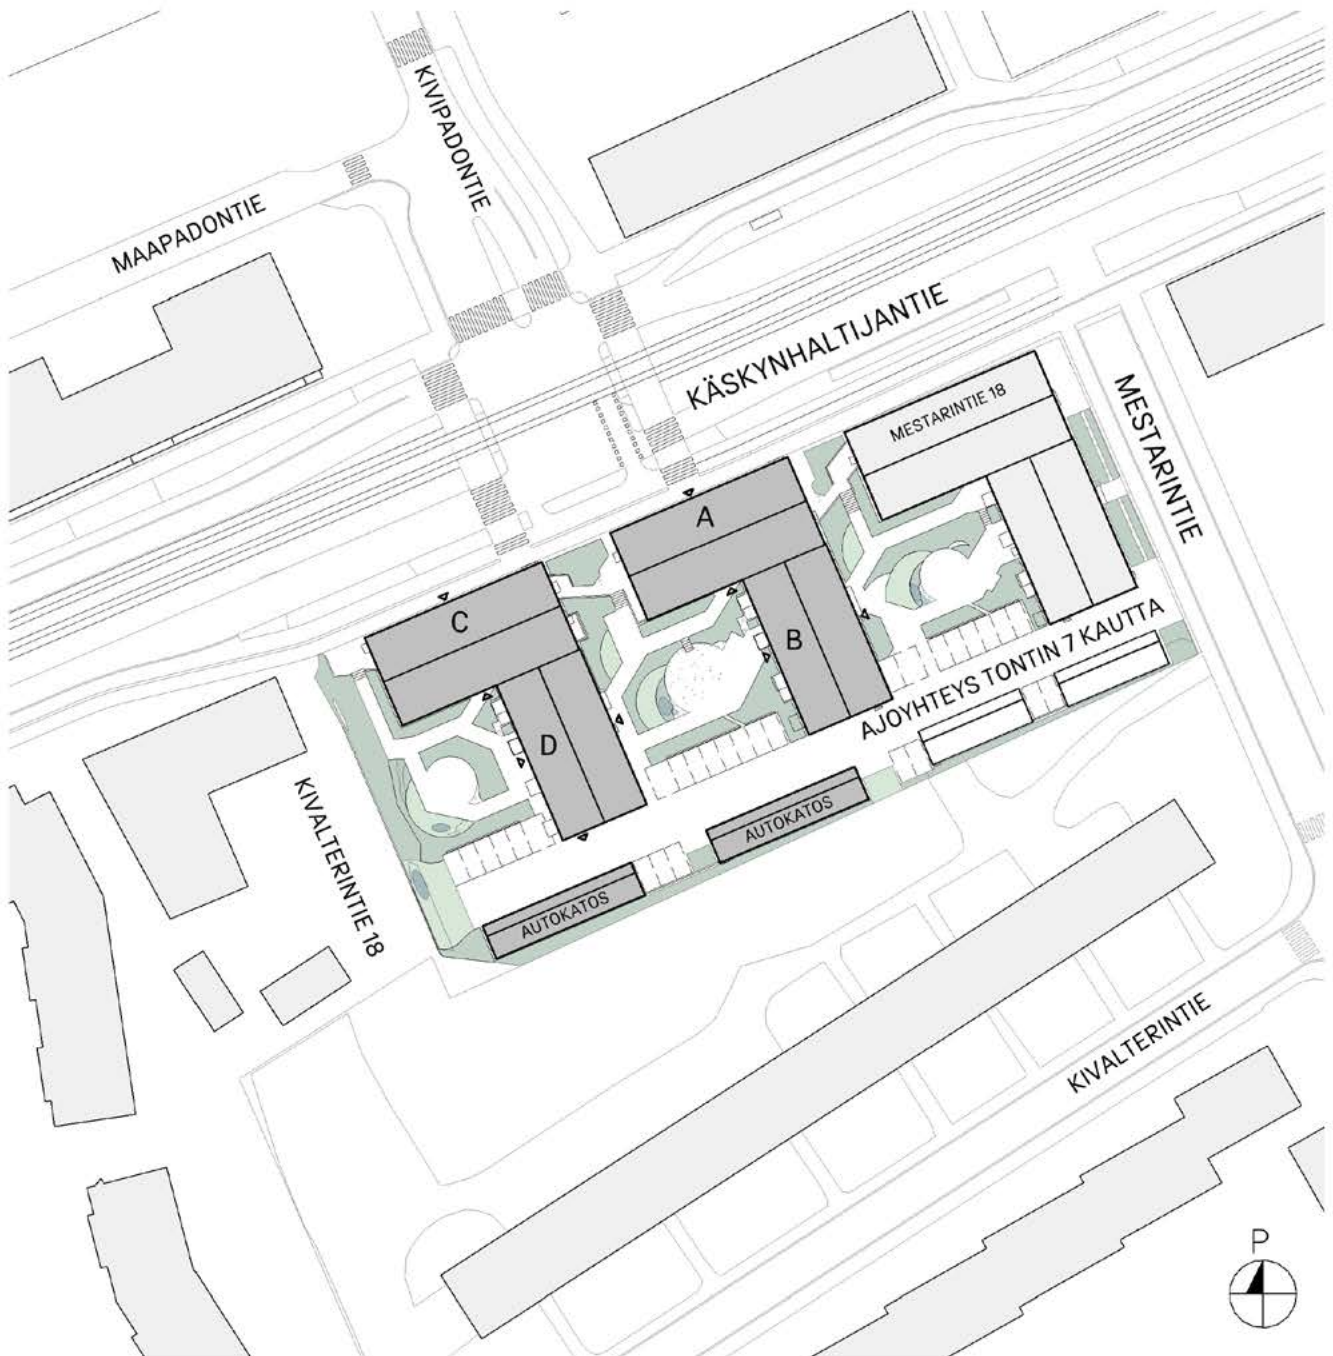 KIVIPADONTIE
MAAPADONTIE
KÄSKYNHALTIJANTIE
MESTARINTIE 18
MESTARINTIE
A
C
B
AJOYHTEYS TONTIN 7 KAUTTA
D
KIVALTERINTIE 18
AUTOKATOS
AUTOKATOS
KIVALTERINTIE
P